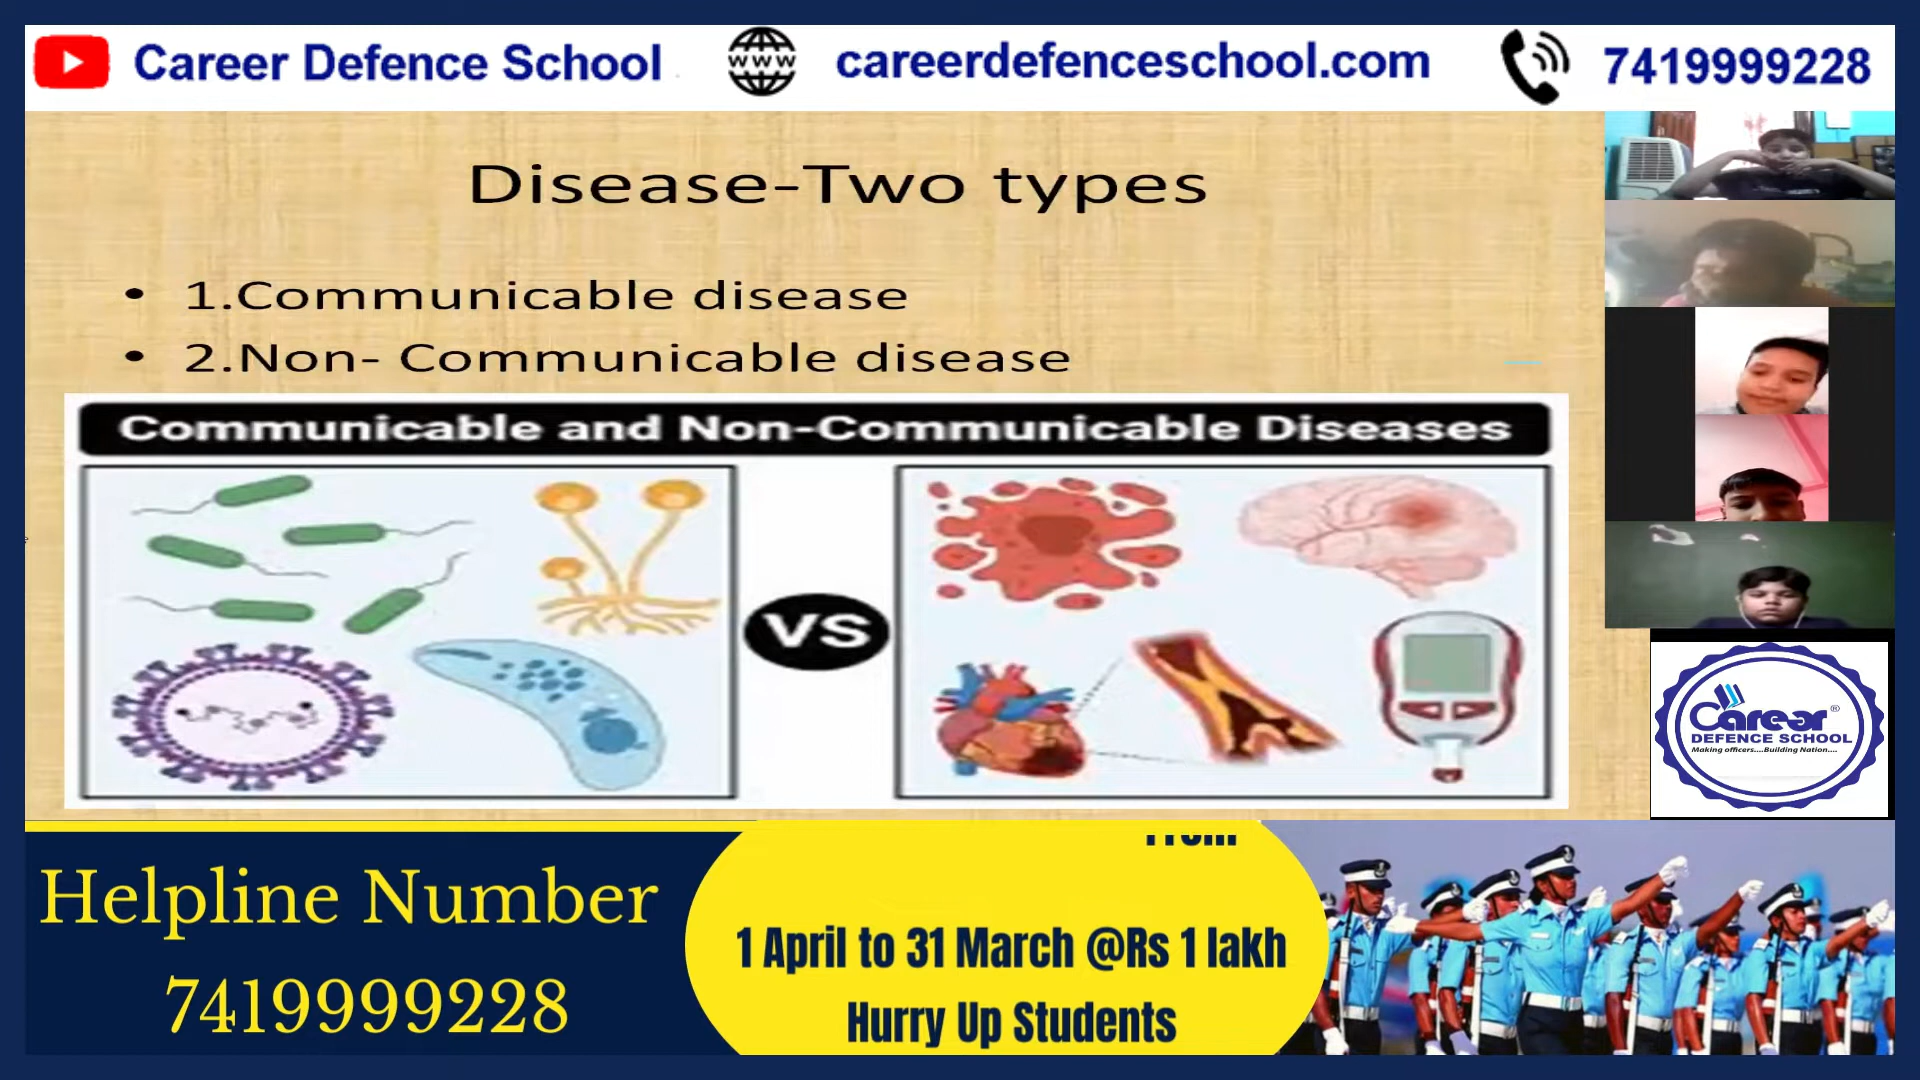 Career Defence School
www
careerdefenceschool.com
7419999228
Disease-Two types
• 1.Communicable disease
• 2.Non- Communicable disease
Communicable and Non-Communicable Diseases
VS
Career®
DEFENCE SCHOOL
Making officers....Building Nation....
Helpline Number
7419999228
1 April to 31 March @Rs 1 lakh
Hurry Up Students